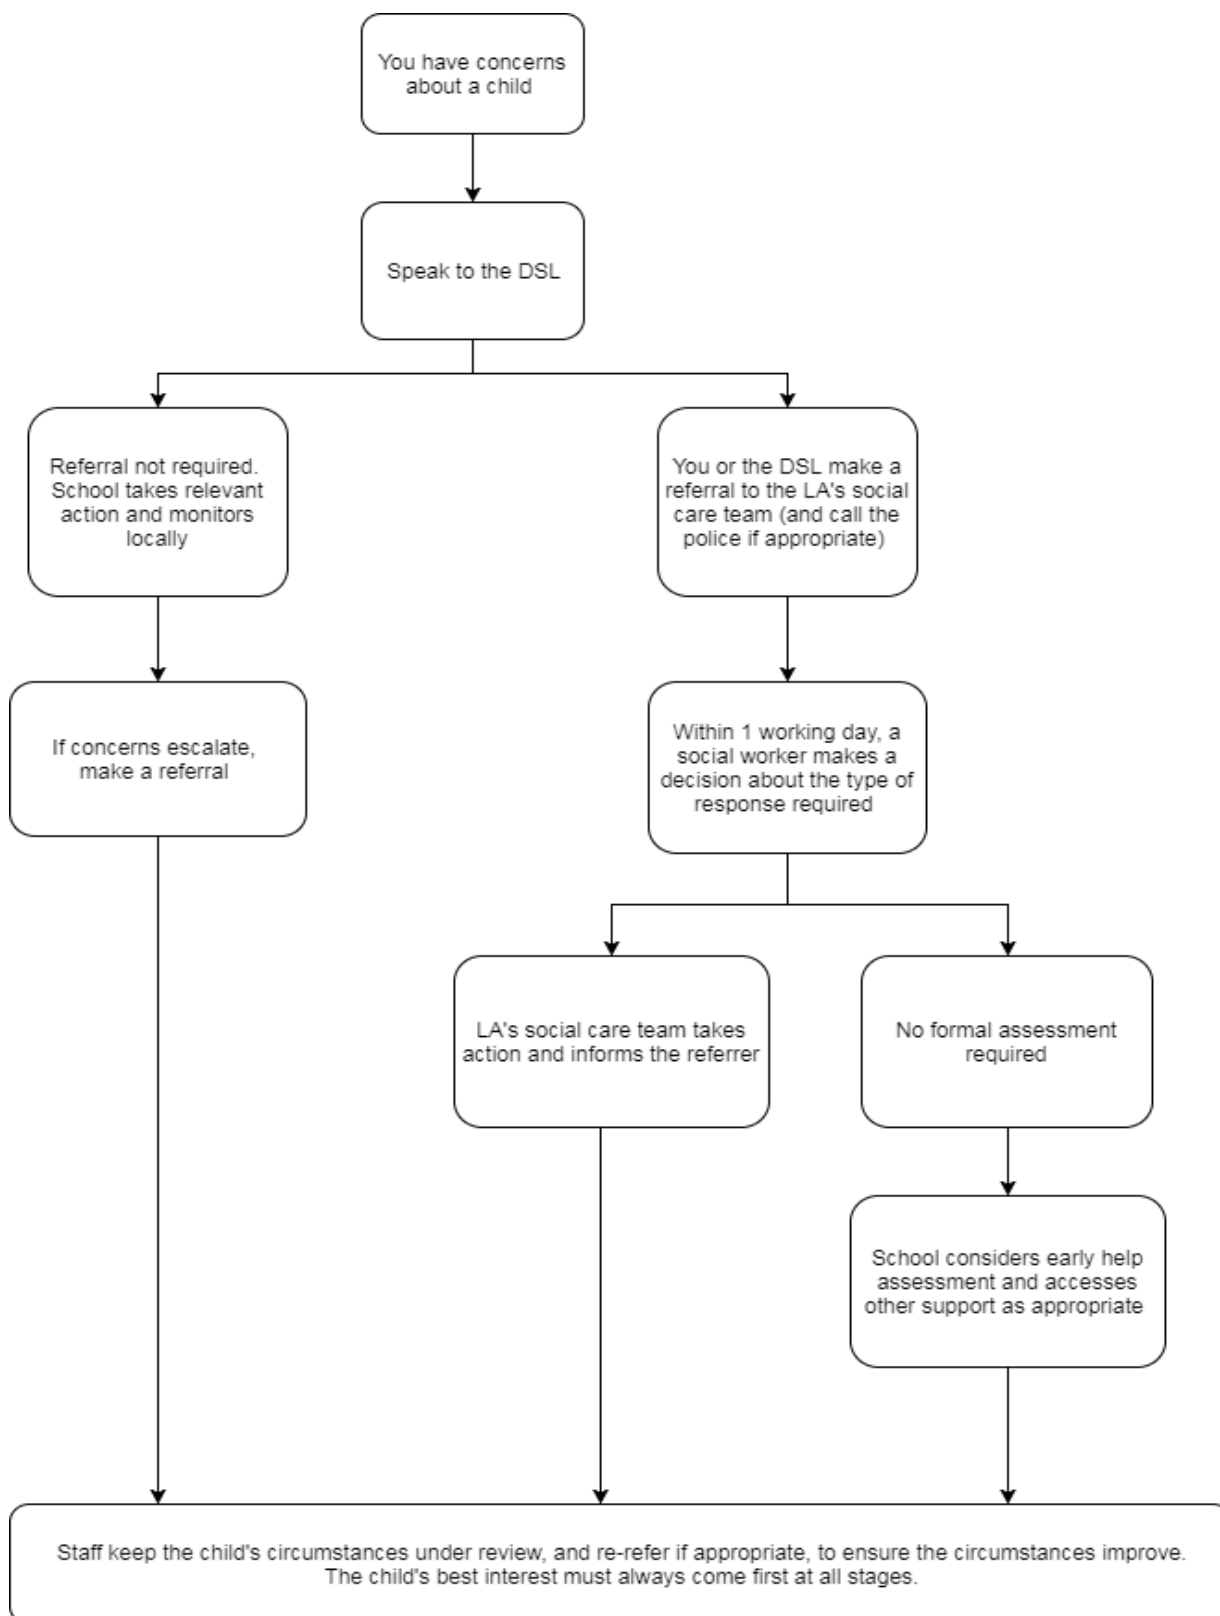 You have concerns
about a child
Speak to the DSL
Referral not required.
School takes relevant
action and monitors
locally
You or the DSL make a
referral to the LA's social
care team (and call the
police if appropriate)
If concerns escalate,
make a referral
Within 1 working day, a
social worker makes a
decision about the type of
response required
LA's social care team takes
action and informs the referrer
No formal assessment
required
School considers early help
assessment and accesses
other support as appropriate
Staff keep the child's circumstances under review, and re-refer if appropriate, to ensure the circumstances improve.
The child's best interest must always come first at all stages.